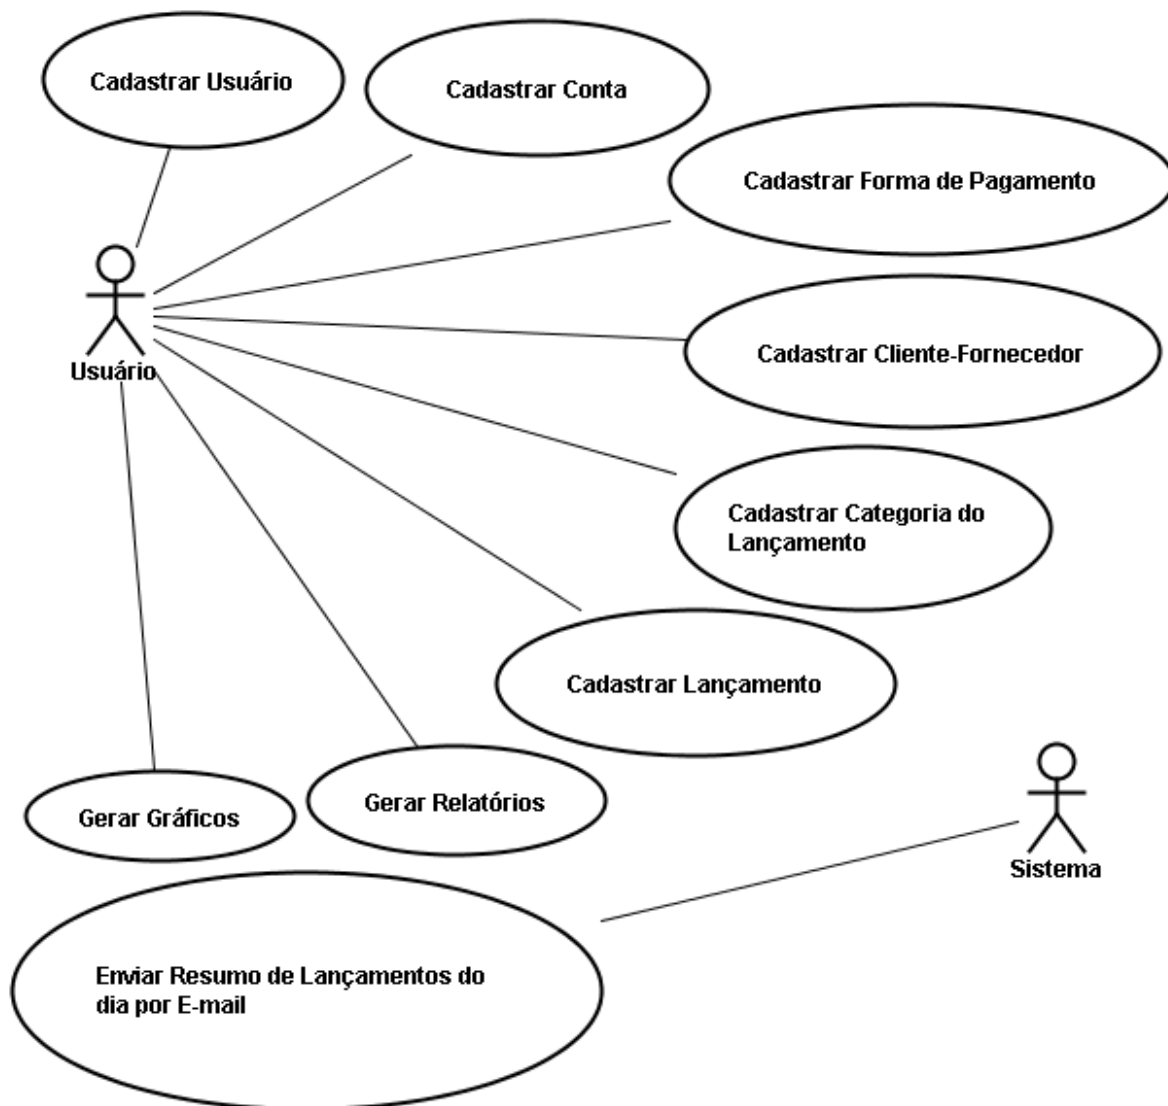 Cadastrar Usuário
Cadastrar Conta
Cadastrar Forma de Pagamento
Usuário
Cadastrar Cliente-Fornecedor
Cadastrar Categoria do
Lançamento
Cadastrar Lançamento
Gerar Gráficos
Gerar Relatórios
Sistema
Enviar Resumo de Lançamentos do
dia por E-mail